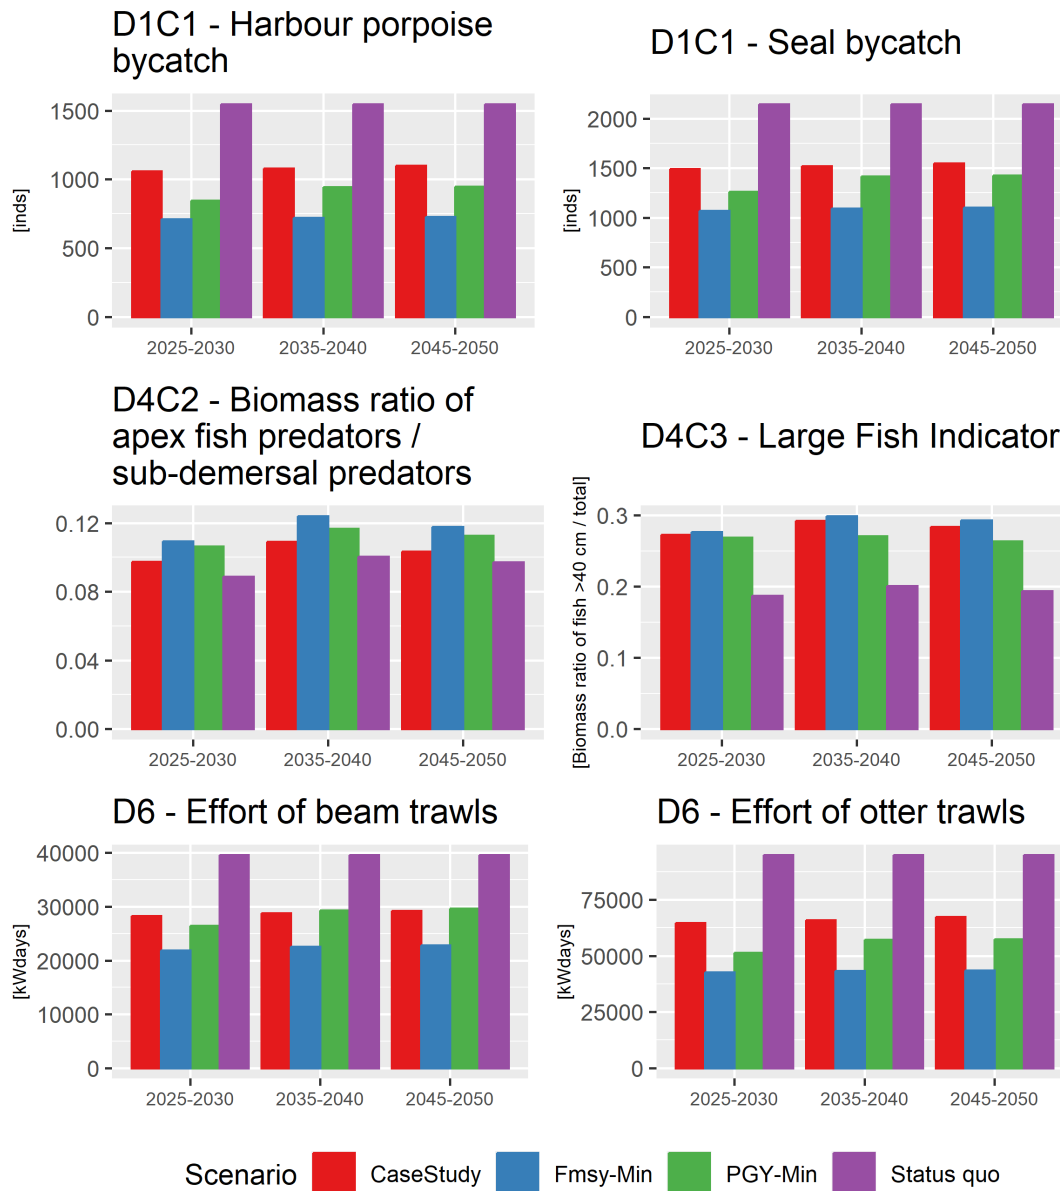 D1C1 - Harbour porpoise
bycatch
[inds]
1500
1000
500
0
2025-2030 2035-2040 2045-2050
D1C1 - Seal bycatch
[inds]
2000
1500
1000
500
0
2025-2030 2035-2040 2045-2050
D4C2 - Biomass ratio of
apex fish predators /
sub-demersal predators
0.12
0.08
0.04
0.00
2025-2030 2035-2040 2045-2050
D4C3 - Large Fish Indicator
[Biomass ratio of fish >40 cm / total]
0.3
0.2
0.1
0.0
2025-2030 2035-2040 2045-2050
D6 - Effort of beam trawls
[kWdays]
40000
30000
20000
10000
0
2025-2030 2035-2040 2045-2050
D6 - Effort of otter trawls
[kWdays]
75000
50000
25000
0
2025-2030 2035-2040 2045-2050
Scenario CaseStudy Fmsy-Min PGY-Min Status quo